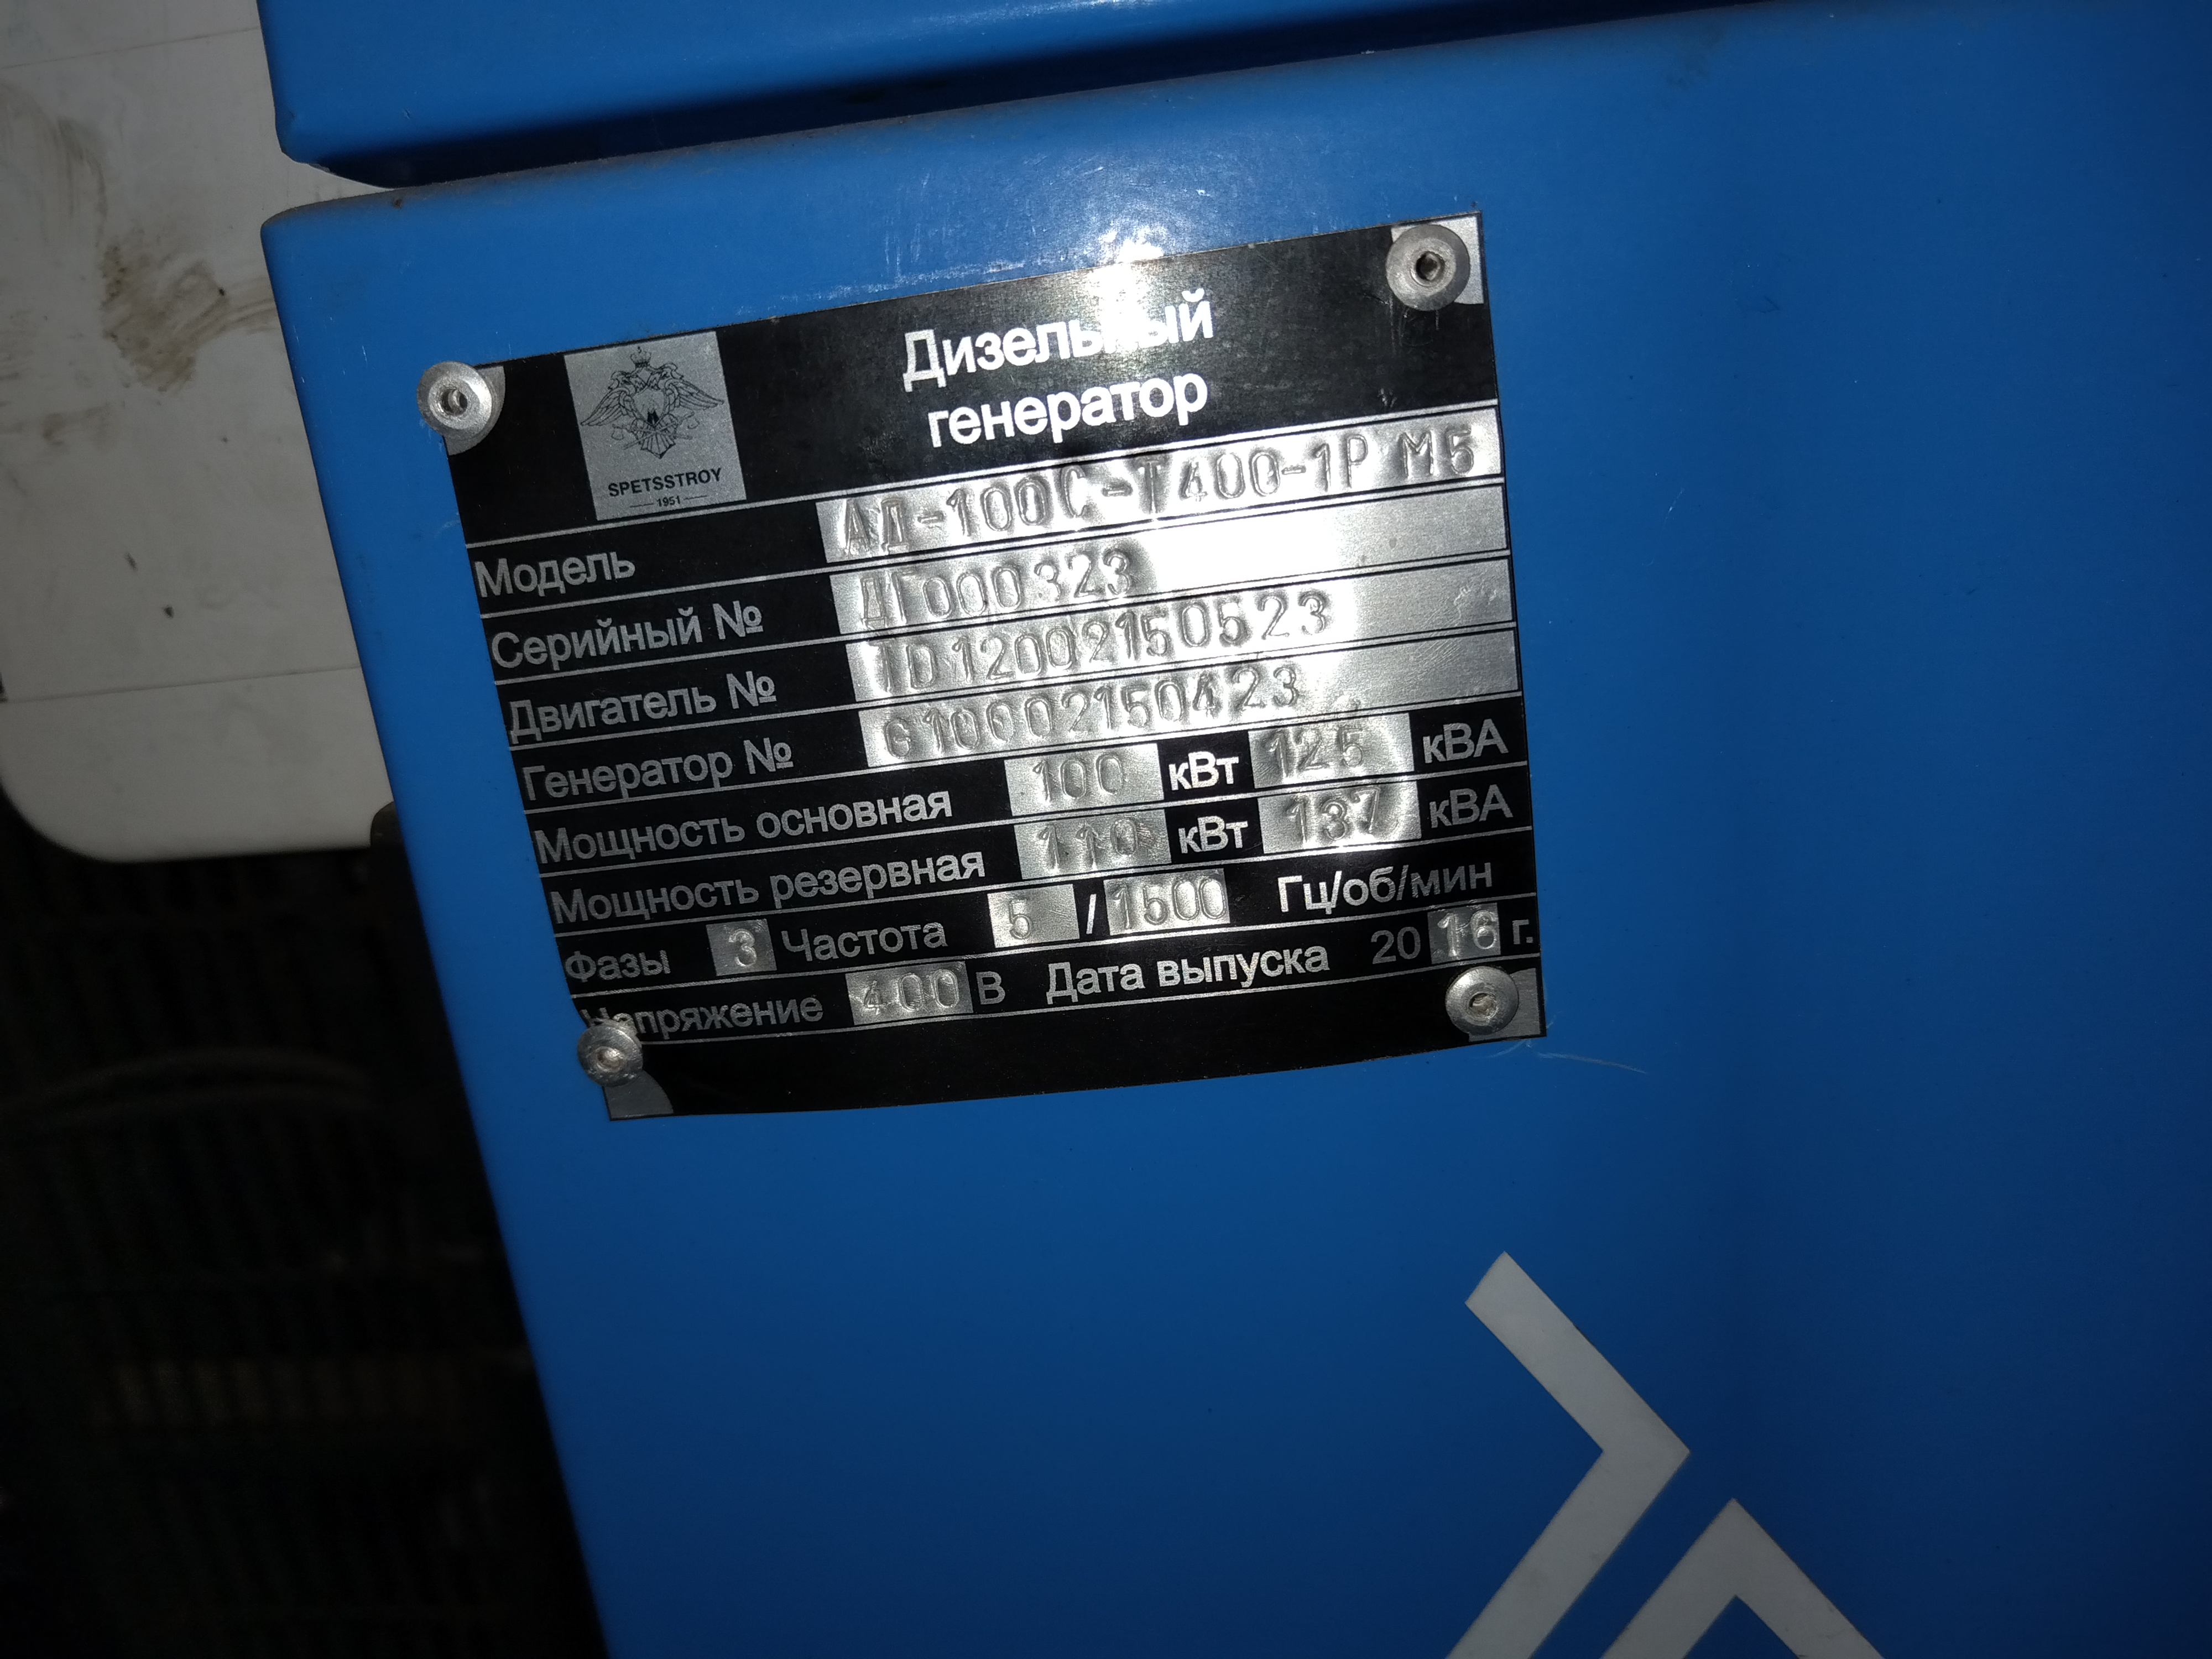 Дизельный
генератор
SPETSSTROY
1951
Модель АД-100С-Т400-1Р М5
Серийный № ДГ000323
Двигатель № TD12002150523
Генератор № G10002150423
Мощность основная 100 кВт 125 кВА
Мощность резервная 110 кВт 137 кВА
Фазы 3 Частота 5 / 1500 Гц/об/мин
Напряжение 400 В Дата выпуска 20 16 г.